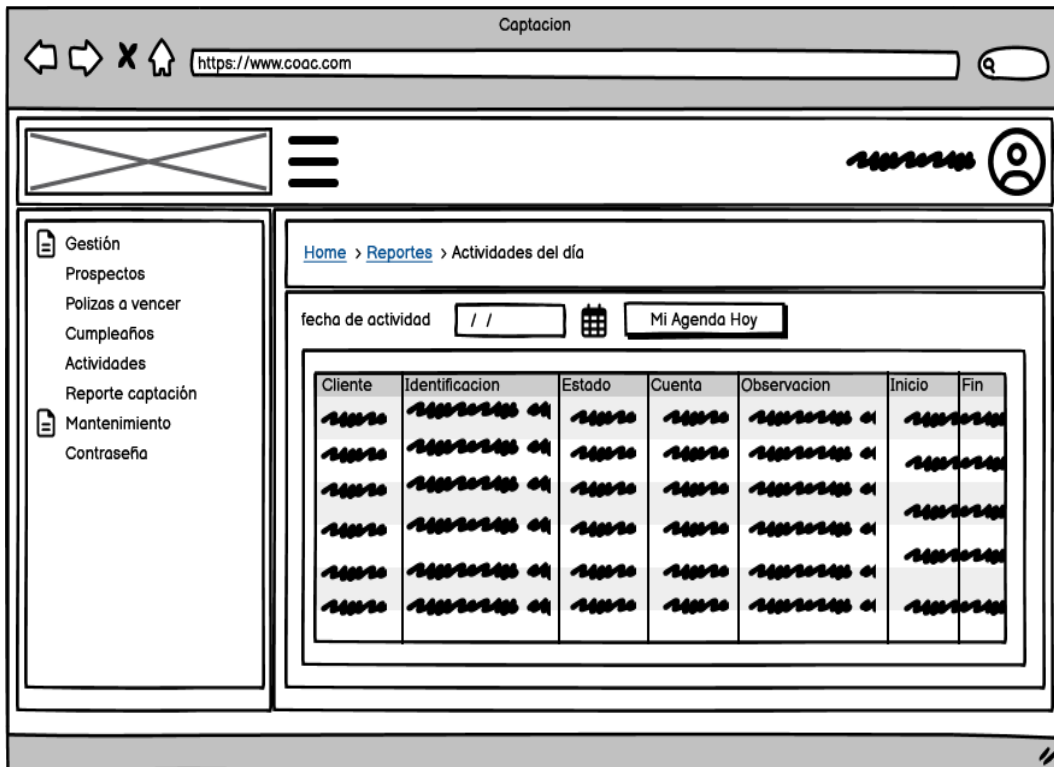 Captacion
https://www.coac.com
Gestión
Prospectos
Polizas a vencer
Cumpleaños
Actividades
Reporte captación
Mantenimiento
Contraseña
Home > Reportes > Actividades del día
fecha de actividad / / Mi Agenda Hoy
Cliente Identificacion Estado Cuenta Observacion Inicio Fin